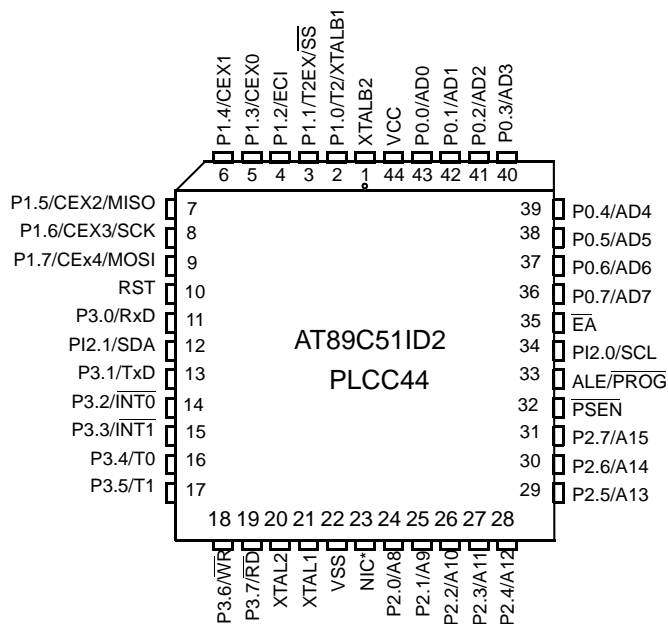 P1.4/CEX1
P1.3/CEX0
P1.2/ECI
P1.1/T2EX/S̅S̅
P1.0/T2/XTALB1
XTALB2
VCC
P0.0/AD0
P0.1/AD1
P0.2/AD2
P0.3/AD3
6 5 4 3 2 1 44 43 42 41 40
P1.5/CEX2/MISO 7
P1.6/CEX3/SCK 8
P1.7/CEx4/MOSI 9
RST 10
P3.0/RxD 11
PI2.1/SDA 12
P3.1/TxD 13
P3.2/I̅N̅T̅0̅ 14
P3.3/I̅N̅T̅1̅ 15
P3.4/T0 16
P3.5/T1 17
AT89C51ID2
PLCC44
39 P0.4/AD4
38 P0.5/AD5
37 P0.6/AD6
36 P0.7/AD7
35 E̅A̅
34 PI2.0/SCL
33 ALE/P̅R̅O̅G̅
32 P̅S̅E̅N̅
31 P2.7/A15
30 P2.6/A14
29 P2.5/A13
18 19 20 21 22 23 24 25 26 27 28
P3.6/W̅R̅
P3.7/R̅D̅
XTAL2
XTAL1
VSS
NIC*
P2.0/A8
P2.1/A9
P2.2/A10
P2.3/A11
P2.4/A12